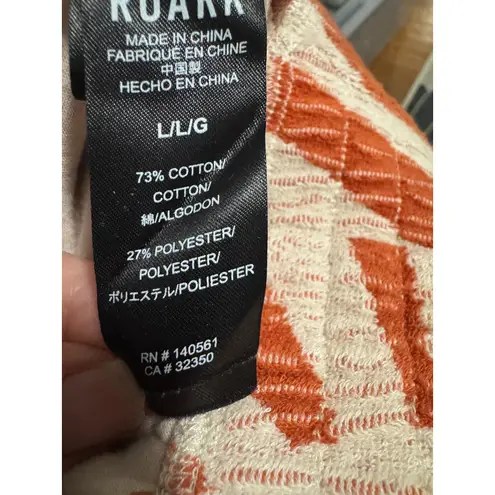 ROARK
MADE IN CHINA
FABRIQUÉ EN CHINE
中国製
HECHO EN CHINA
L/L/G
73% COTTON/
COTTON/
綿/ALGODON
27% POLYESTER/
POLYESTER/
ポリエステル/POLIESTER
RN # 140561
CA # 32350